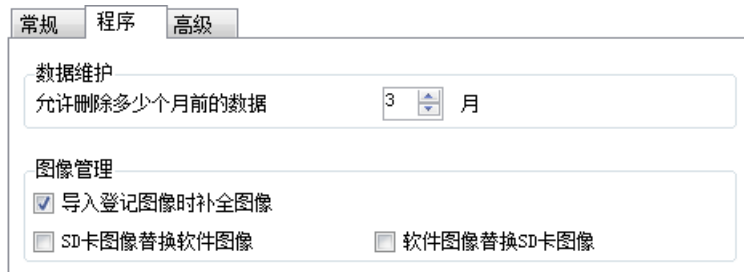 常规 程序 高级
数据维护
允许删除多少个月前的数据 3 月
图像管理
导入登记图像时补全图像
SD卡图像替换软件图像 软件图像替换SD卡图像